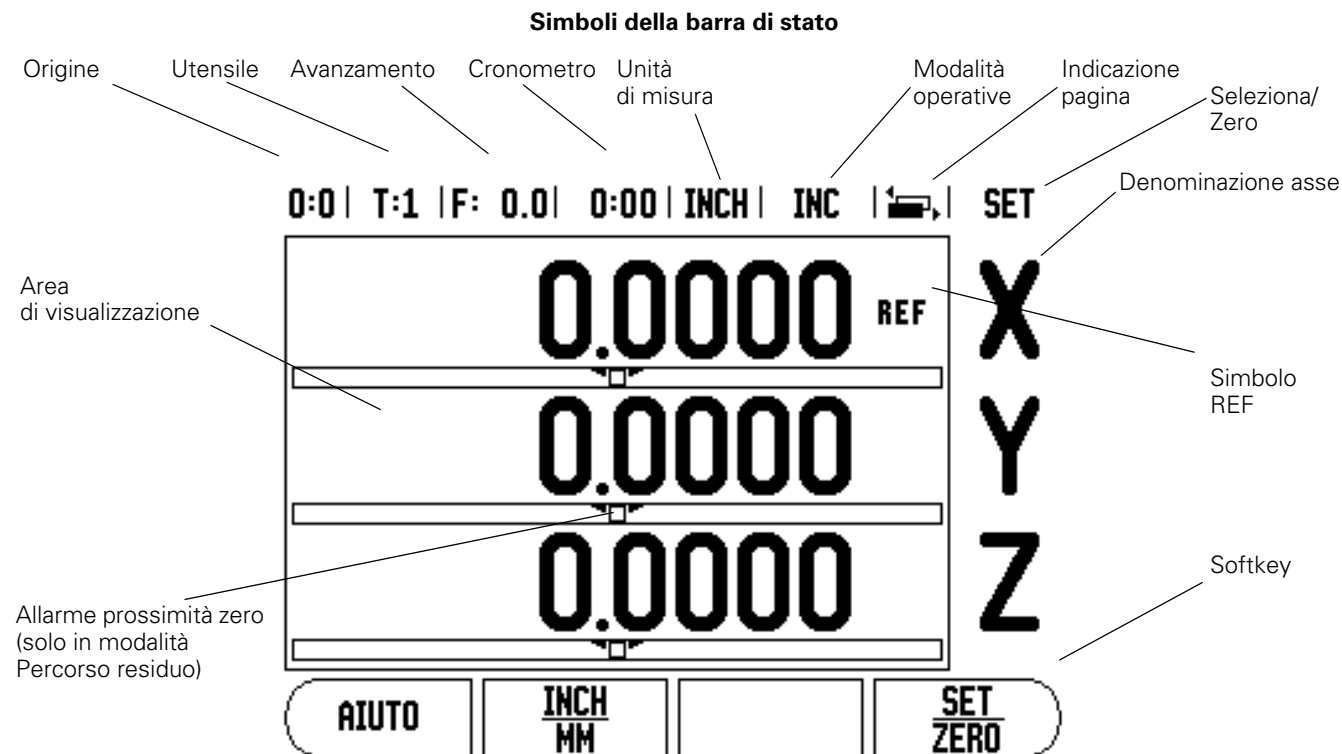 Simboli della barra di stato
Origine
Utensile
Avanzamento
Cronometro
Unità
di misura
Modalità
operative
Indicazione
pagina
Seleziona/
Zero
Denominazione asse
0:0 | T:1 | F: 0.0 | 0:00 | INCH | INC | | SET
Area
di visualizzazione
0.0000 REF X
Simbolo
REF
0.0000 Y
0.0000 Z
Softkey
Allarme prossimità zero
(solo in modalità
Percorso residuo)
AIUTO
INCH
MM
SET
ZERO